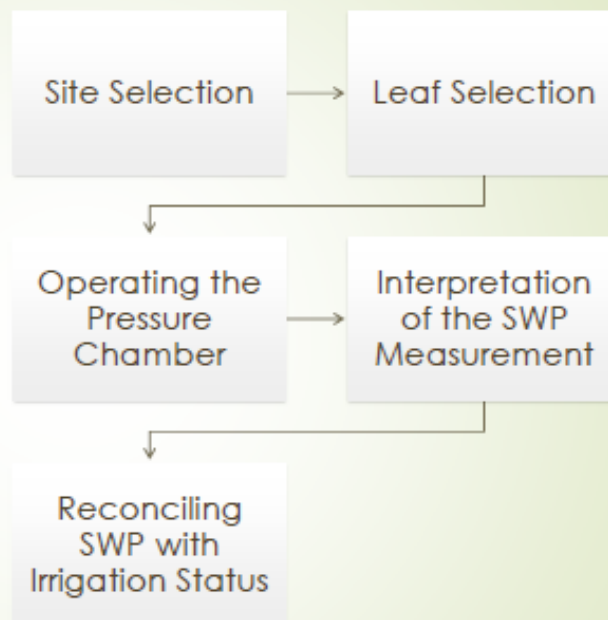 Site Selection
Leaf Selection
Operating the
Pressure
Chamber
Interpretation
of the SWP
Measurement
Reconciling
SWP with
Irrigation Status